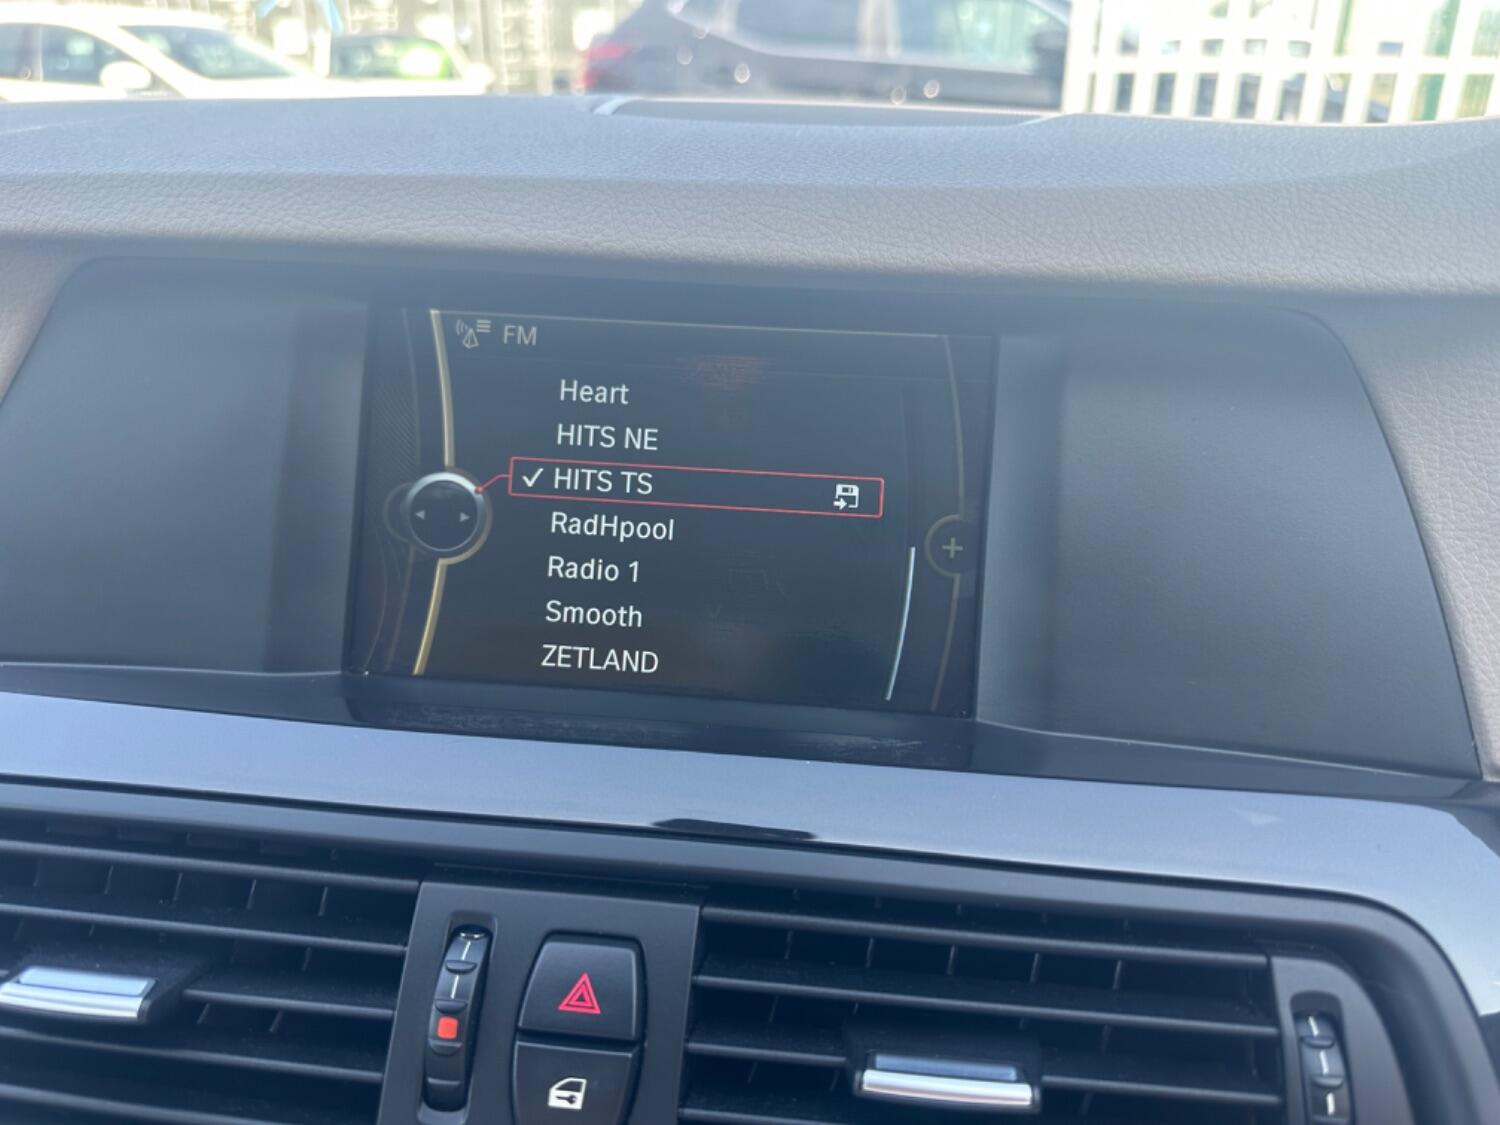 FM
Heart
HITS NE
HITS TS
RadHpool
Radio 1
Smooth
ZETLAND